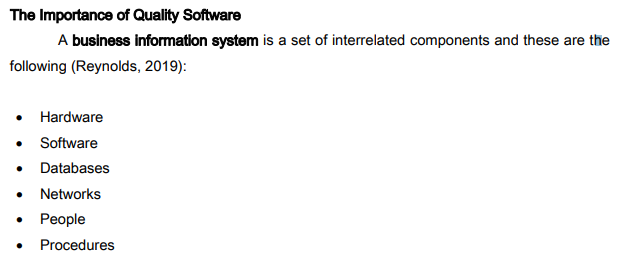 The Importance of Quality Software
A business information system is a set of interrelated components and these are the
following (Reynolds, 2019):
• Hardware
• Software
• Databases
• Networks
• People
• Procedures